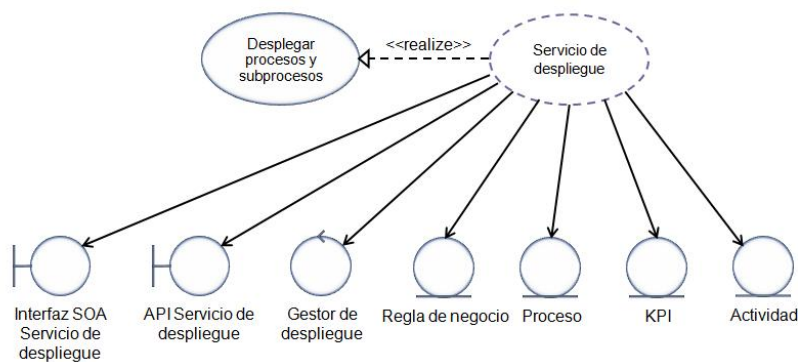 Desplegar
procesos y
subprocesos
<<realize>>
Servicio de
despliegue
Interfaz SOA
Servicio de
despliegue
API Servicio de
despliegue
Gestor de
despliegue
Regla de negocio
Proceso
KPI
Actividad